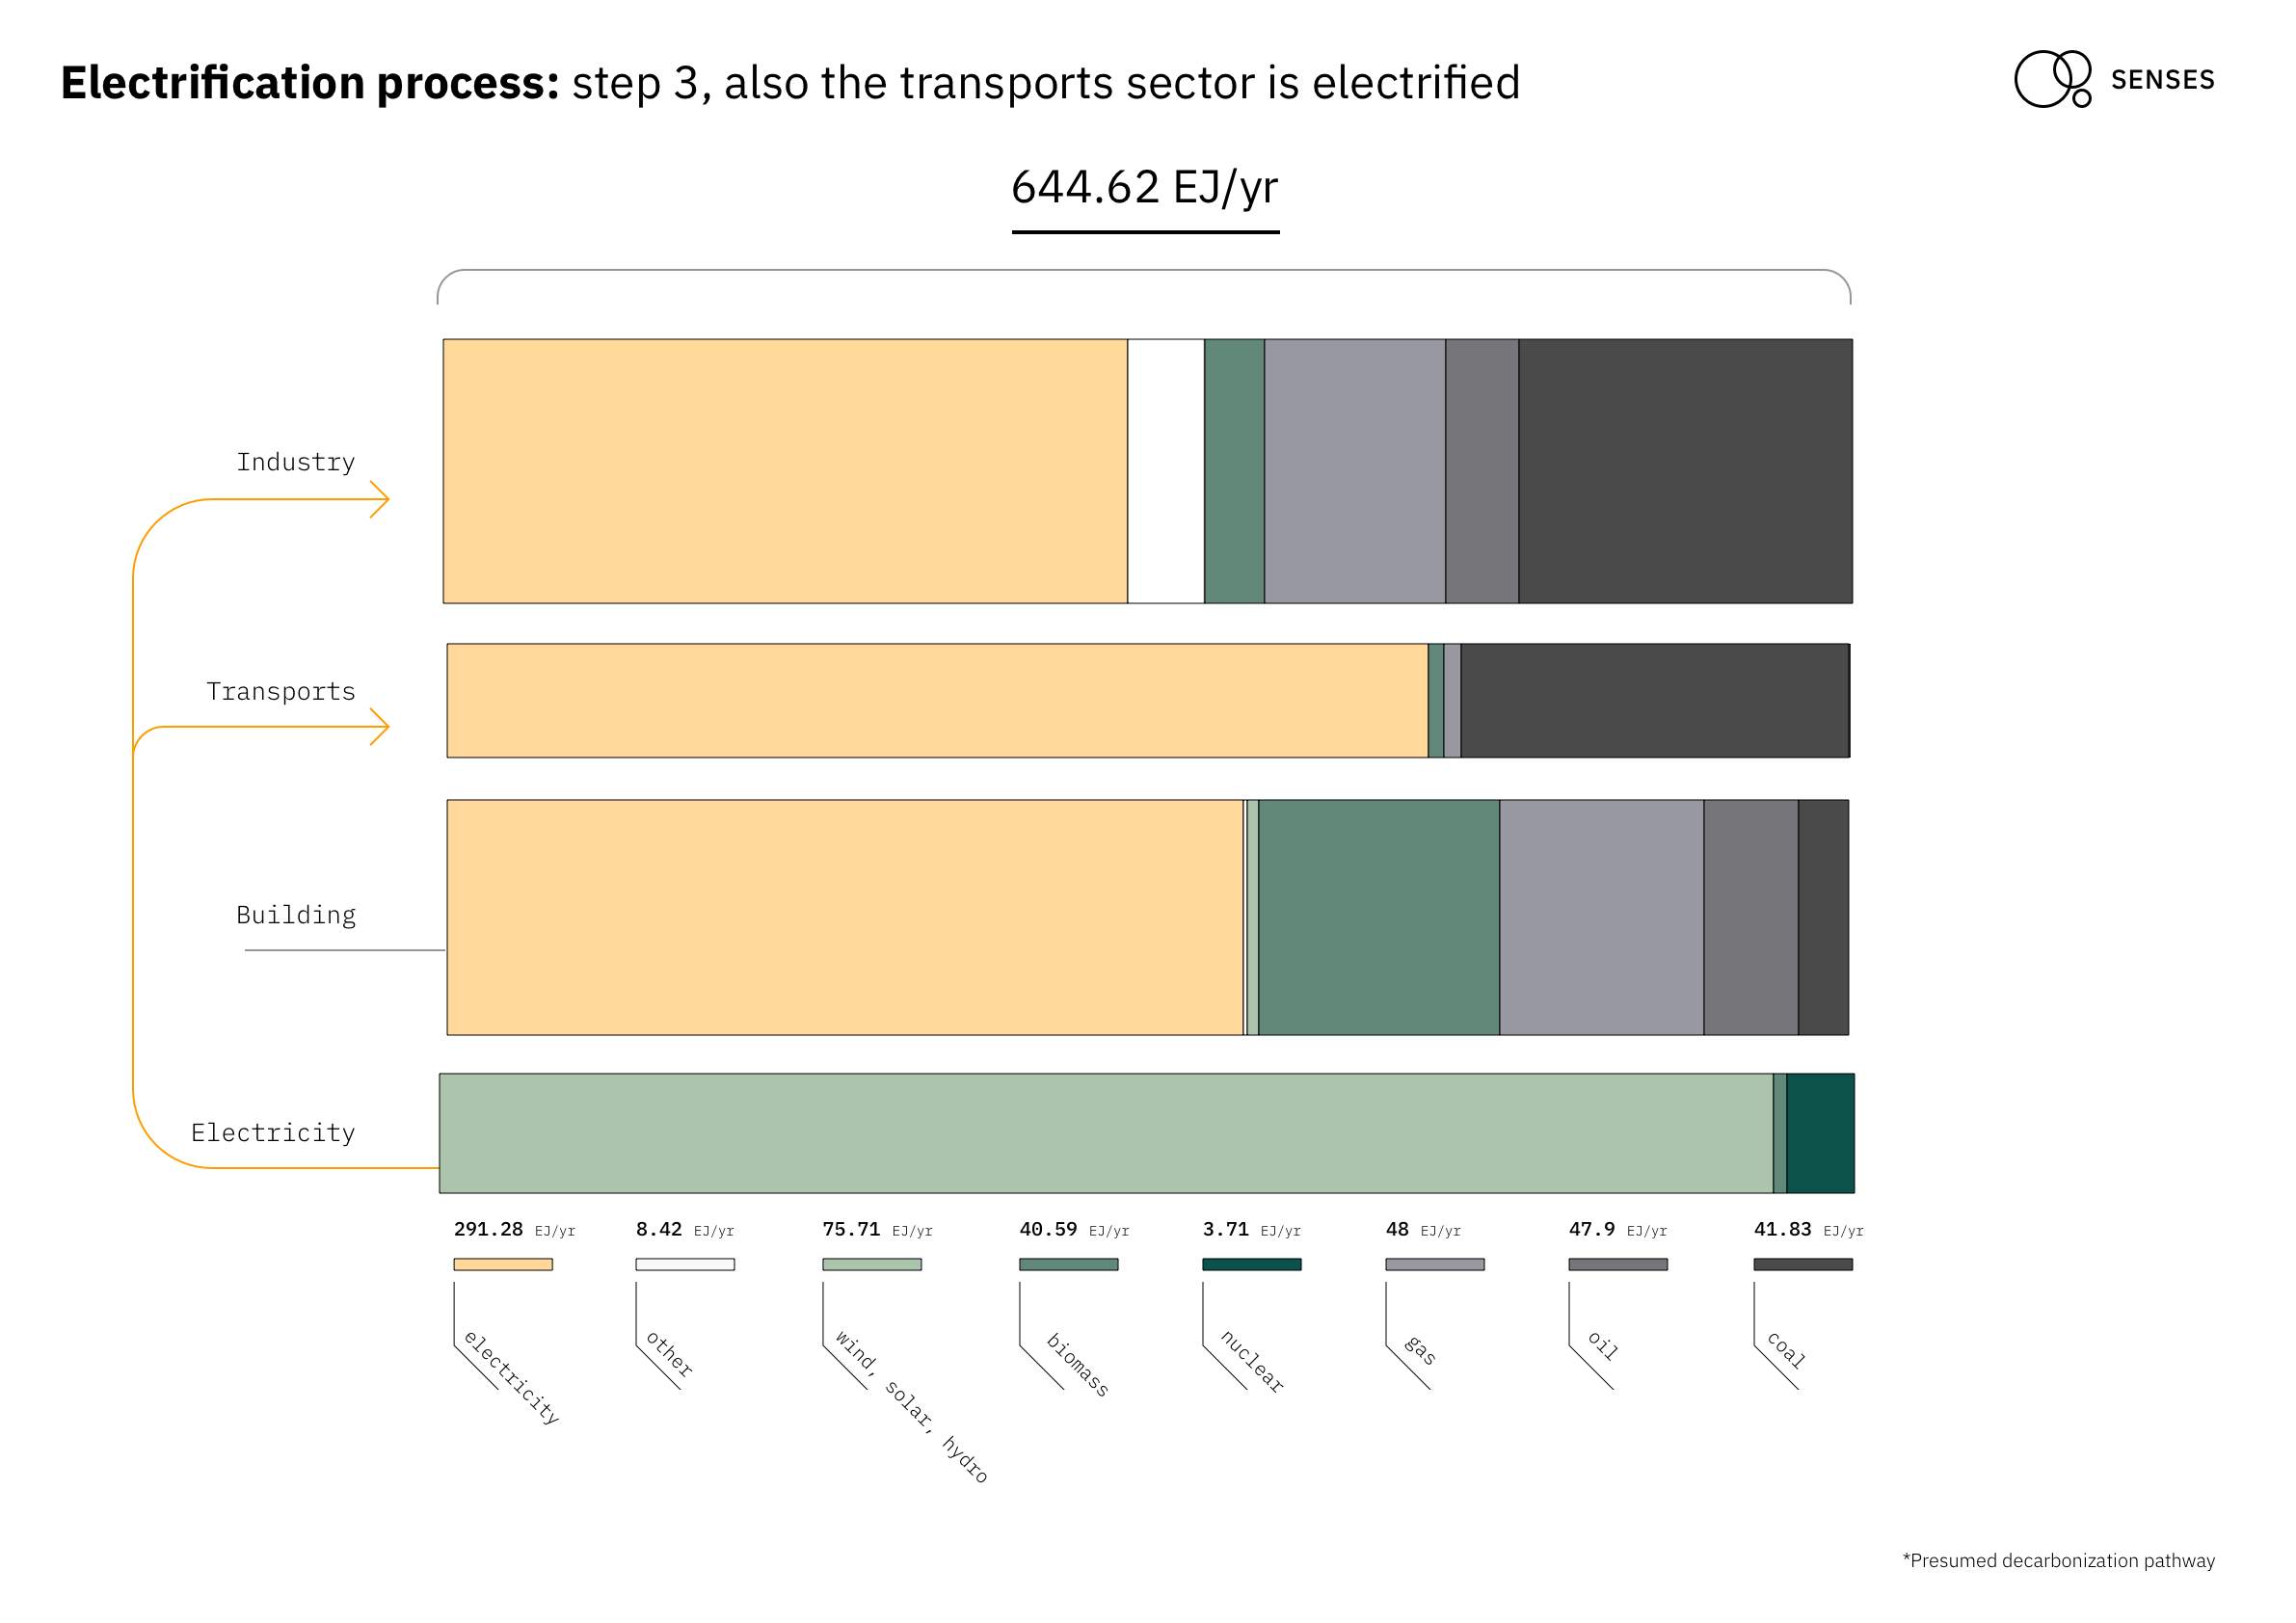 Electrification process: step 3, also the transports sector is electrified
SENSES
644.62 EJ/yr
Industry
Transports
Building
Electricity
291.28 EJ/yr
8.42 EJ/yr
75.71 EJ/yr
40.59 EJ/yr
3.71 EJ/yr
48 EJ/yr
47.9 EJ/yr
41.83 EJ/yr
electricity
other
wind, solar, hydro
biomass
nuclear
gas
oil
coal
*Presumed decarbonization pathway